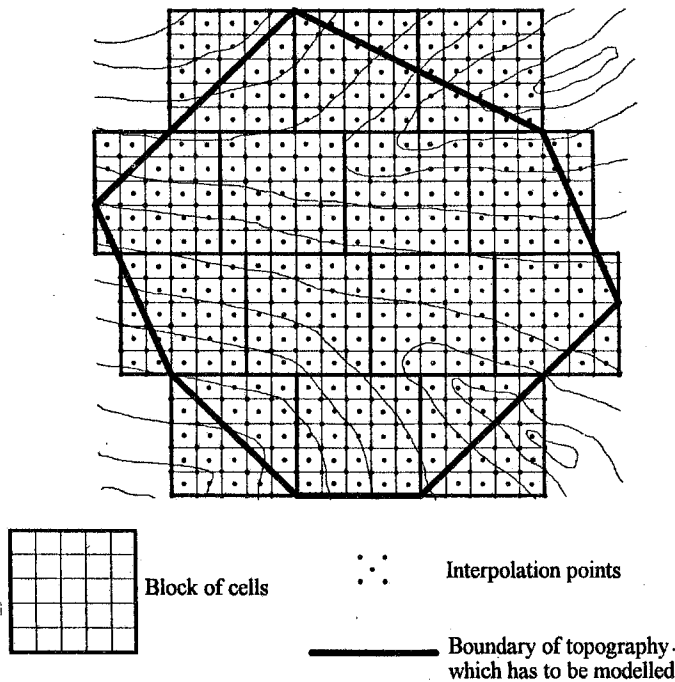 Block of cells
Interpolation points
Boundary of topography
which has to be modelled